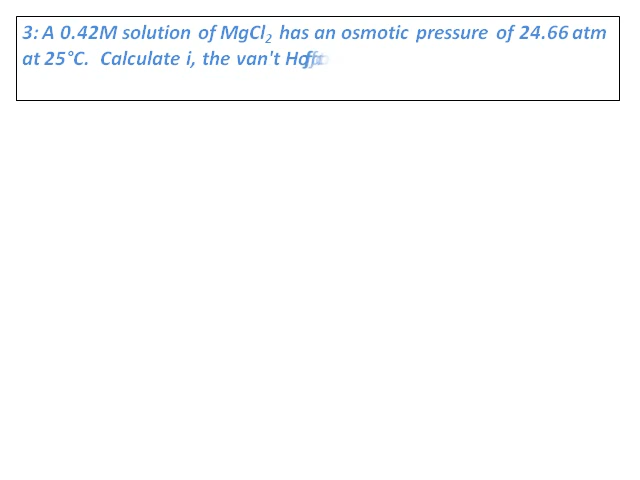 3: A 0.42M solution of MgCl₂ has an osmotic pressure of 24.66 atm
at 25°C. Calculate i, the van't